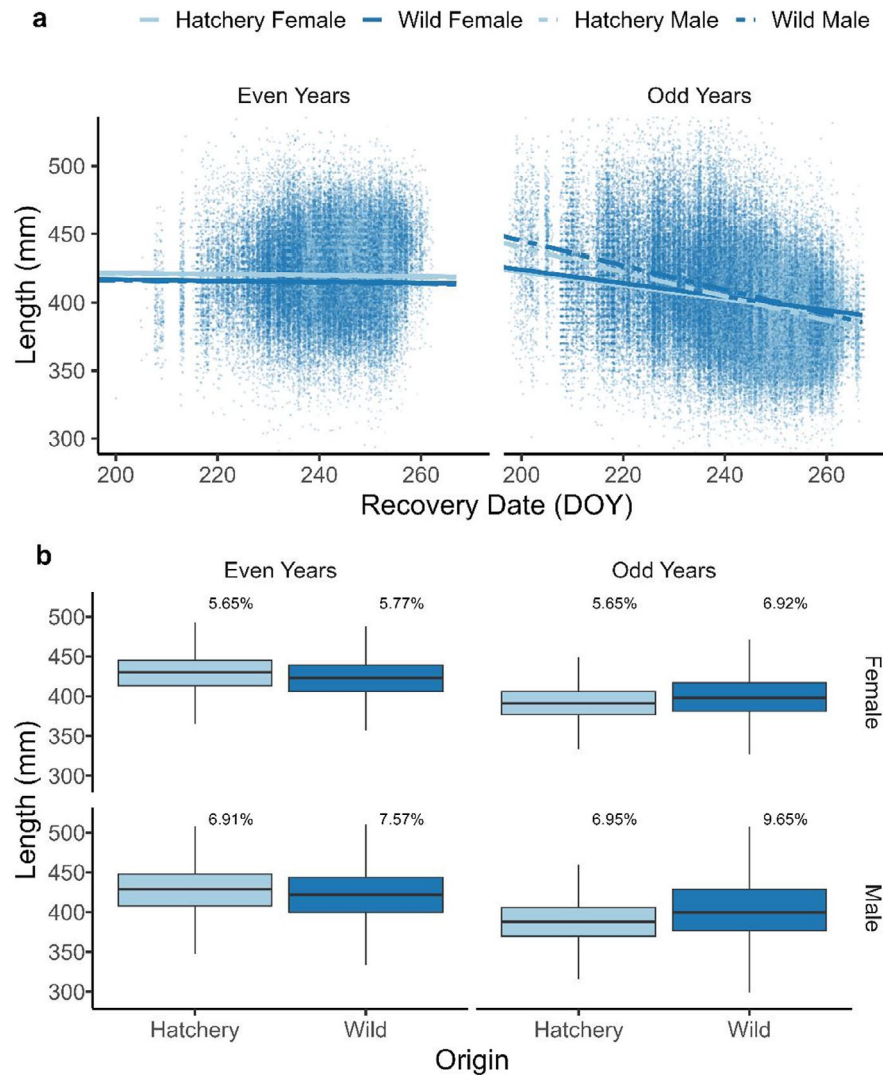 a
Hatchery Female Wild Female Hatchery Male Wild Male
Even Years Odd Years
Length (mm)
500
450
400
350
300
200 220 240 260 200 220 240 260
Recovery Date (DOY)
b
Even Years Odd Years
5.65% 5.77% 5.65% 6.92%
500
450
400
350
300
Female
Length (mm)
6.91% 7.57% 6.95% 9.65%
500
450
400
350
300
Male
Hatchery Wild Hatchery Wild
Origin